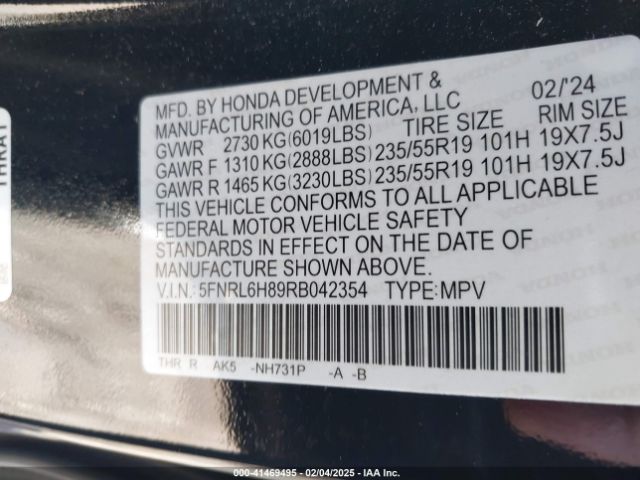 MFD. BY HONDA DEVELOPMENT & 02/'24
MANUFACTURING OF AMERICA, LLC
GVWR 2730 KG(6019LBS) TIRE SIZE RIM SIZE
GAWR F 1310 KG(2888LBS) 235/55R19 101H 19X7.5J
GAWR R 1465 KG(3230LBS) 235/55R19 101H 19X7.5J
THIS VEHICLE CONFORMS TO ALL APPLICABLE
FEDERAL MOTOR VEHICLE SAFETY
STANDARDS IN EFFECT ON THE DATE OF
MANUFACTURE SHOWN ABOVE.
V.I.N.: 5FNRL6H89RB042354 TYPE:MPV
THR R AK5 -NH731P -A -B
000-41469495 - 02/04/2025 - IAA Inc.